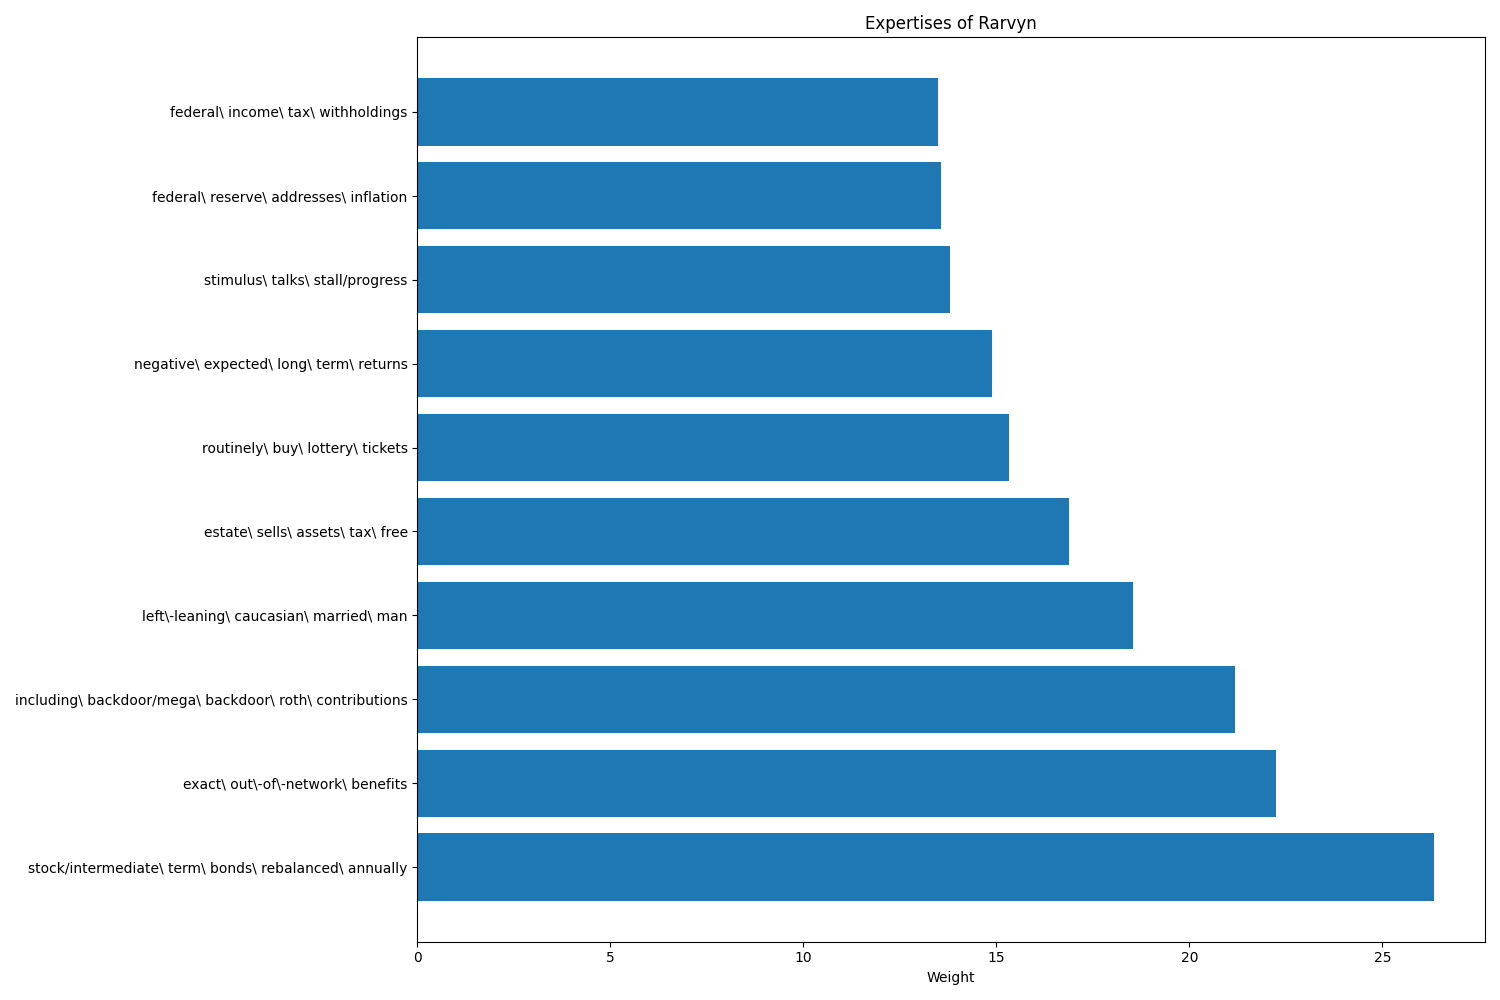 Expertises of Rarvyn
federal\ income\ tax\ withholdings
federal\ reserve\ addresses\ inflation
stimulus\ talks\ stall/progress
negative\ expected\ long\ term\ returns
routinely\ buy\ lottery\ tickets
estate\ sells\ assets\ tax\ free
left\-leaning\ caucasian\ married\ man
including\ backdoor/mega\ backdoor\ roth\ contributions
exact\ out\-of\-network\ benefits
stock/intermediate\ term\ bonds\ rebalanced\ annually
0 5 10 15 20 25
Weight